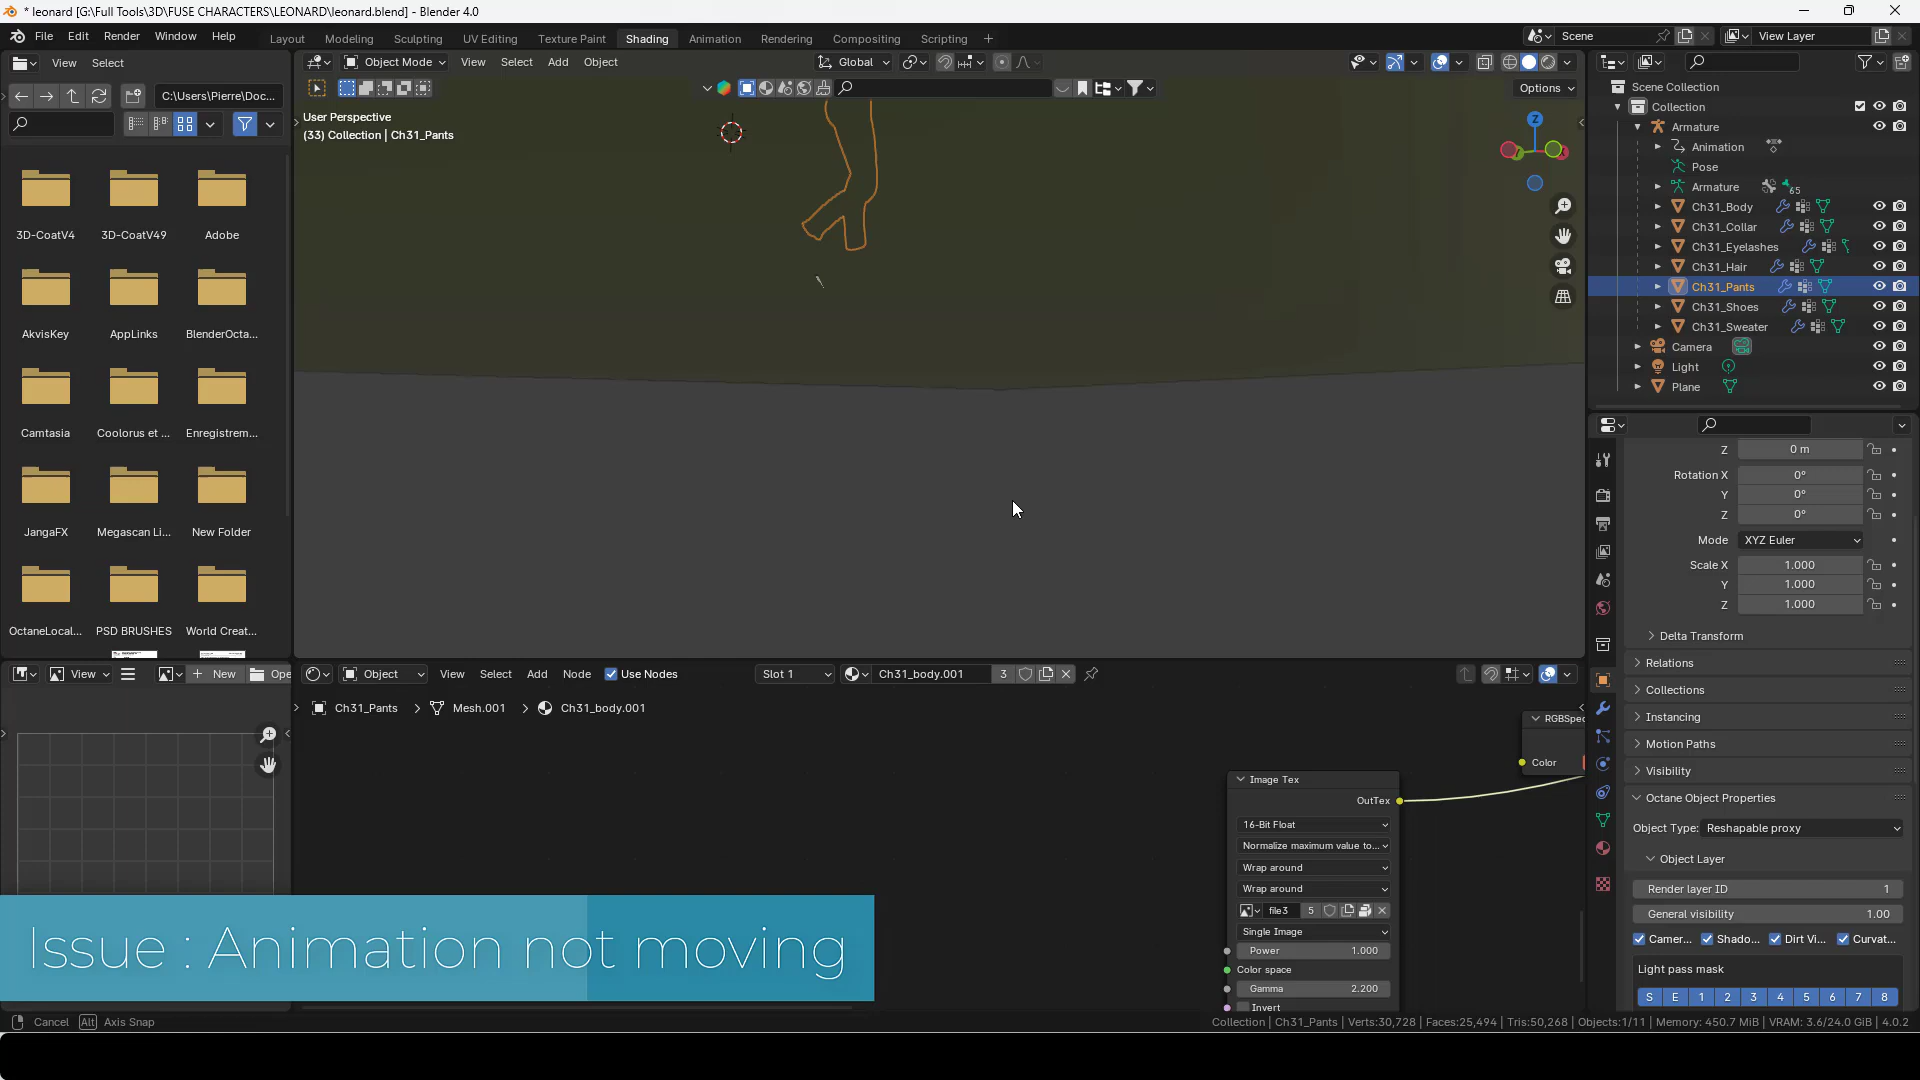 * leonard [G:\Full Tools\3D\FUSE CHARACTERS\LEONARD\leonard.blend] - Blender 4.0
File Edit Render Window Help
Layout Modeling Sculpting UV Editing Texture Paint Shading Animation Rendering Compositing Scripting +
Scene
View Layer
View Select
Object Mode View Select Add Object
Global
Options
C:\Users\Pierre\Doc...
User Perspective
(33) Collection | Ch31_Pants
Z
3D-CoatV4 3D-CoatV49 Adobe
AkvisKey AppLinks BlenderOcta...
Camtasia Coolorus et ... Enregistrem...
JangaFX Megascan Li... New Folder
OctaneLocal... PSD BRUSHES World Creat...
Scene Collection
Collection
Armature
Animation
Pose
Armature 65
Ch31_Body
Ch31_Collar
Ch31_Eyelashes
Ch31_Hair
Ch31_Pants
Ch31_Shoes
Ch31_Sweater
Camera
Light
Plane
Z 0 m
Rotation X 0°
Y 0°
Z 0°
Mode XYZ Euler
Scale X 1.000
Y 1.000
Z 1.000
Delta Transform
Relations
Collections
Instancing
Motion Paths
Visibility
Octane Object Properties
Object Type: Reshapable proxy
Object Layer
Render layer ID 1
General visibility 1.00
Camer... Shado... Dirt Vi... Curvat...
Light pass mask
S E 1 2 3 4 5 6 7 8
View
New
Ope
Object View Select Add Node Use Nodes
Slot 1
Ch31_body.001 3
Ch31_Pants > Mesh.001 > Ch31_body.001
RGBSpec
Color
Image Tex
OutTex
16-Bit Float
Normalize maximum value to...
Wrap around
Wrap around
file3 5
Single Image
Power 1.000
Color space
Gamma 2.200
Invert
Issue : Animation not moving
Cancel Alt Axis Snap
Collection | Ch31_Pants | Verts:30,728 | Faces:25,494 | Tris:50,268 | Objects:1/11 | Memory: 450.7 MiB | VRAM: 3.6/24.0 GiB | 4.0.2